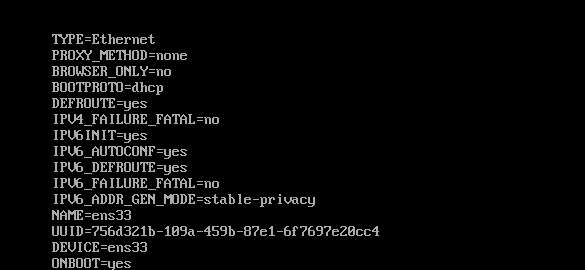 TYPE=Ethernet
PROXY_METHOD=none
BROWSER_ONLY=no
BOOTPROTO=dhcp
DEFROUTE=yes
IPV4_FAILURE_FATAL=no
IPV6INIT=yes
IPV6_AUTOCONF=yes
IPV6_DEFROUTE=yes
IPV6_FAILURE_FATAL=no
IPV6_ADDR_GEN_MODE=stable-privacy
NAME=ens33
UUID=756d321b-109a-459b-87e1-6f7697e20cc4
DEVICE=ens33
ONBOOT=yes